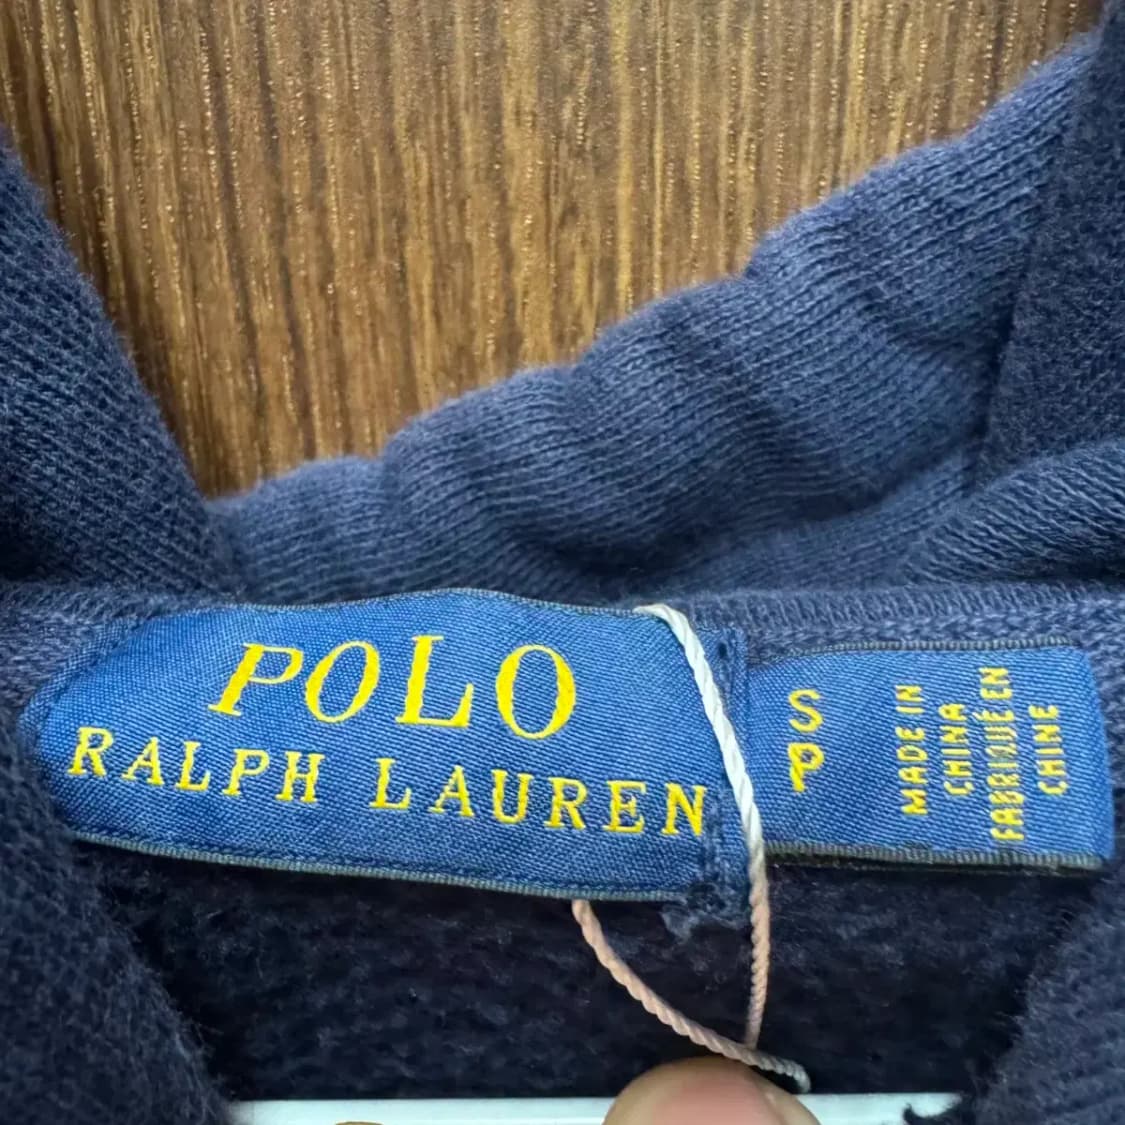 POLO
RALPH LAUREN
S
P
MADE IN
CHINA
FABRIQUÉ EN
CHINE